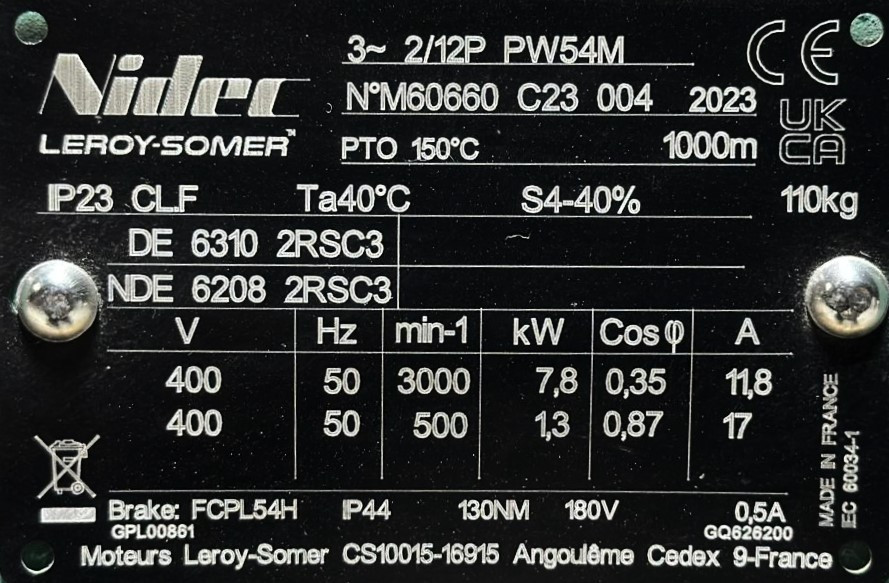 Nidec
LEROY-SOMER™
3~ 2/12P PW54M
N°M60660 C23 004 2023
PTO 150°C 1000m
CE
UK
CA
IP23 CL.F Ta40°C S4-40% 110kg
DE 6310 2RSC3
NDE 6208 2RSC3
V Hz min-1 kW Cos φ A
400 50 3000 7,8 0,35 11,8
400 50 500 1,3 0,87 17
MADE IN FRANCE
IEC 60034-1
Brake: FCPL54H IP44 130NM 180V 0,5A
GPL00861 GQ626200
Moteurs Leroy-Somer CS10015-16915 Angoulême Cedex 9-France